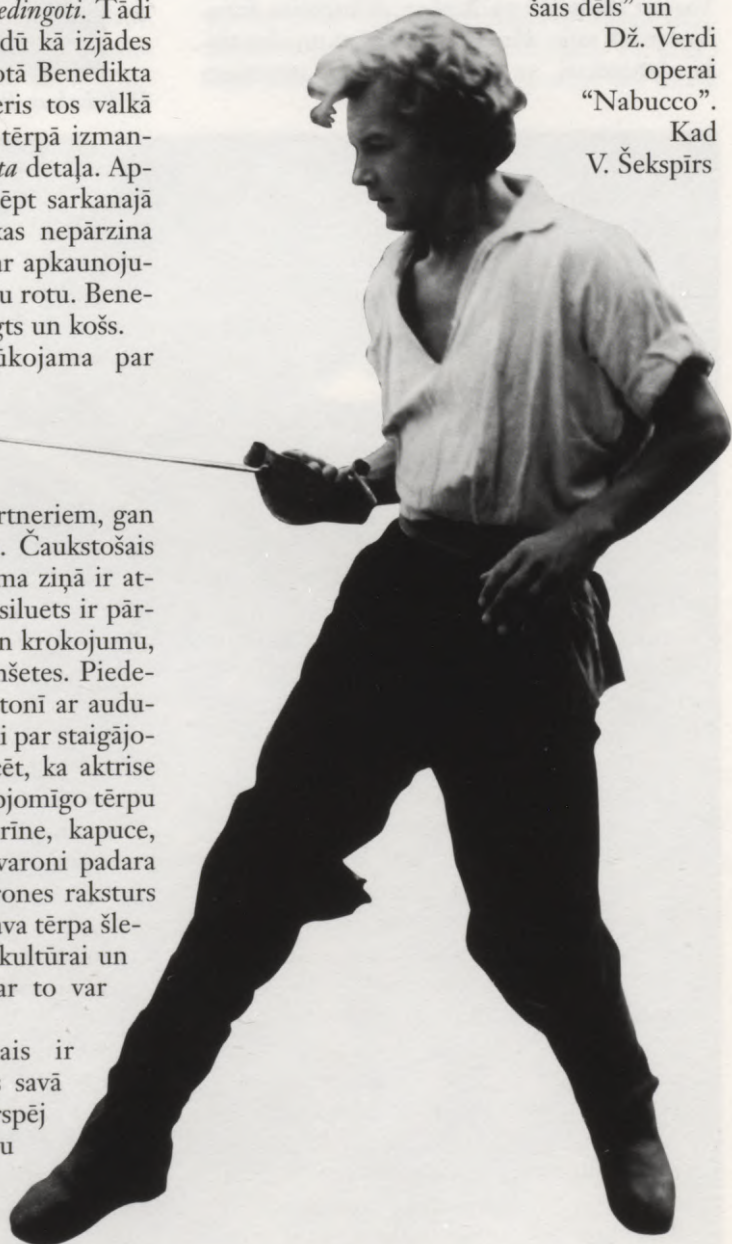 edingoti. Tādi
dū kā izjādes
otā Benedikta
eris tos valkā
tērpā izman-
ta detaļa. Ap-
ēpt sarkanajā
kas nepārzina
ar apkaunoju-
u rotu. Bene-
gts un košs.
ūkojama par
rtneriem, gan
. Čaukstošais
ma ziņā ir at-
siluets ir pār-
n krokojumu,
nšetes. Piede-
tonī ar audu-
i par staigājo-
ēt, ka aktrise
ojomīgo tērpu
rīne, kapuce,
varoni padara
rones raksturs
va tērpa šle-
kultūrai un
ar to var
ais ir
s savā
rspēj
u
šais dēls” un
Dž. Verdi
operai
“Nabucco”.
Kad
V. Šekspīrs